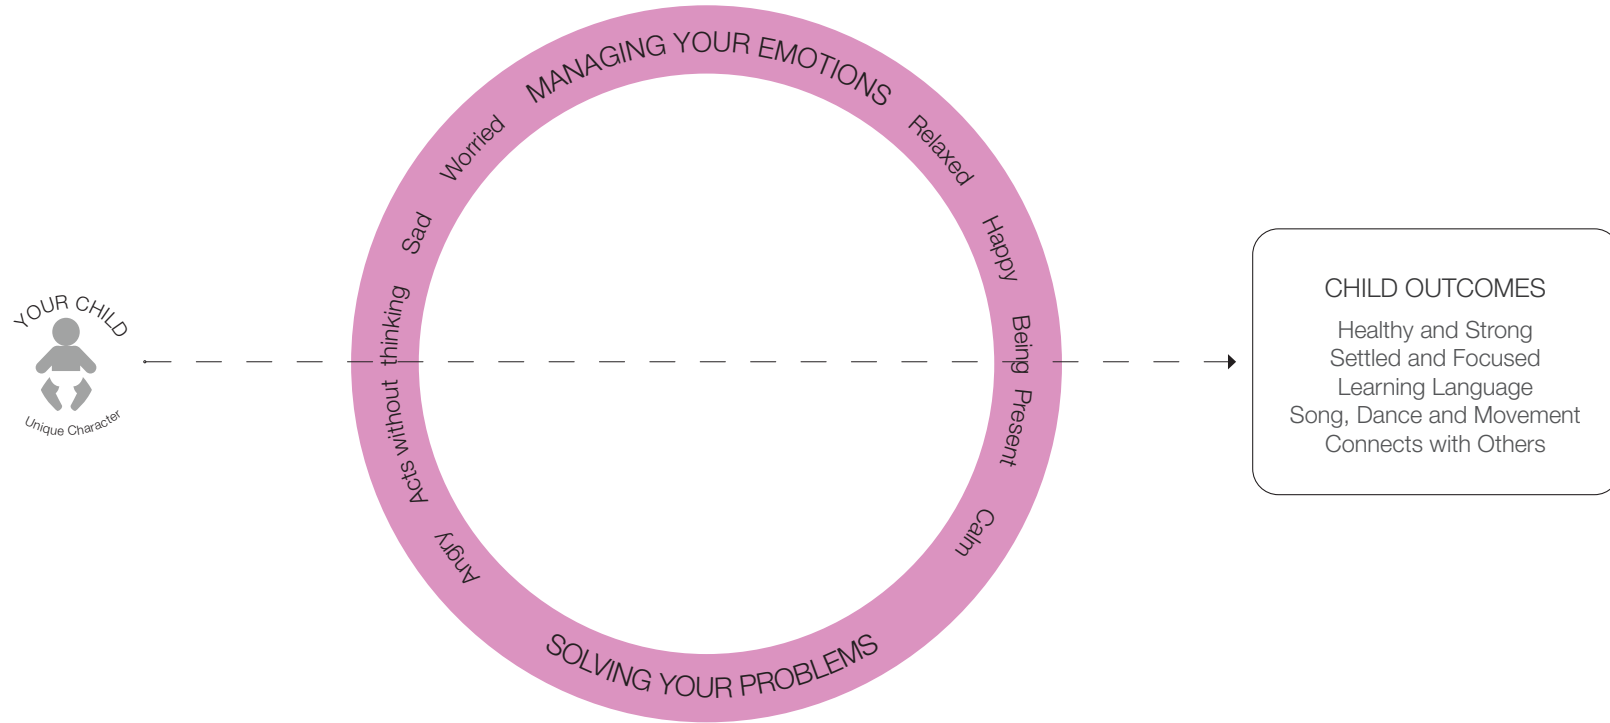 YOUR CHILD
Unique Character
MANAGING YOUR EMOTIONS
Worried
Sad
Acts without thinking
Angry
Relaxed
Happy
Being Present
Calm
SOLVING YOUR PROBLEMS
CHILD OUTCOMES
Healthy and Strong
Settled and Focused
Learning Language
Song, Dance and Movement
Connects with Others